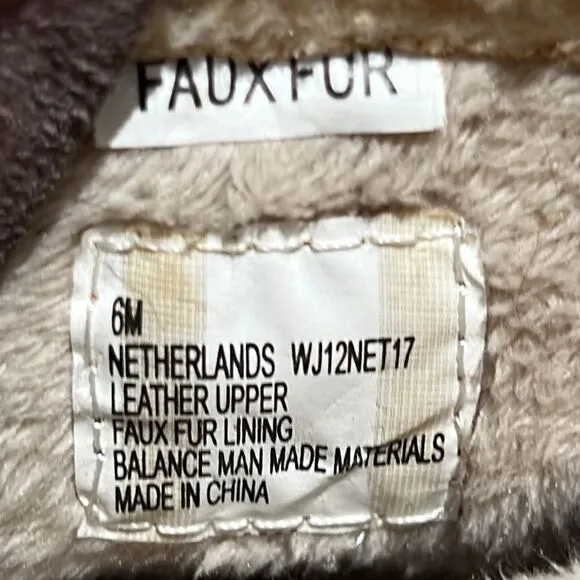 FAUX FUR
6M
NETHERLANDS WJ12NET17
LEATHER UPPER
FAUX FUR LINING
BALANCE MAN MADE MATERIALS
MADE IN CHINA